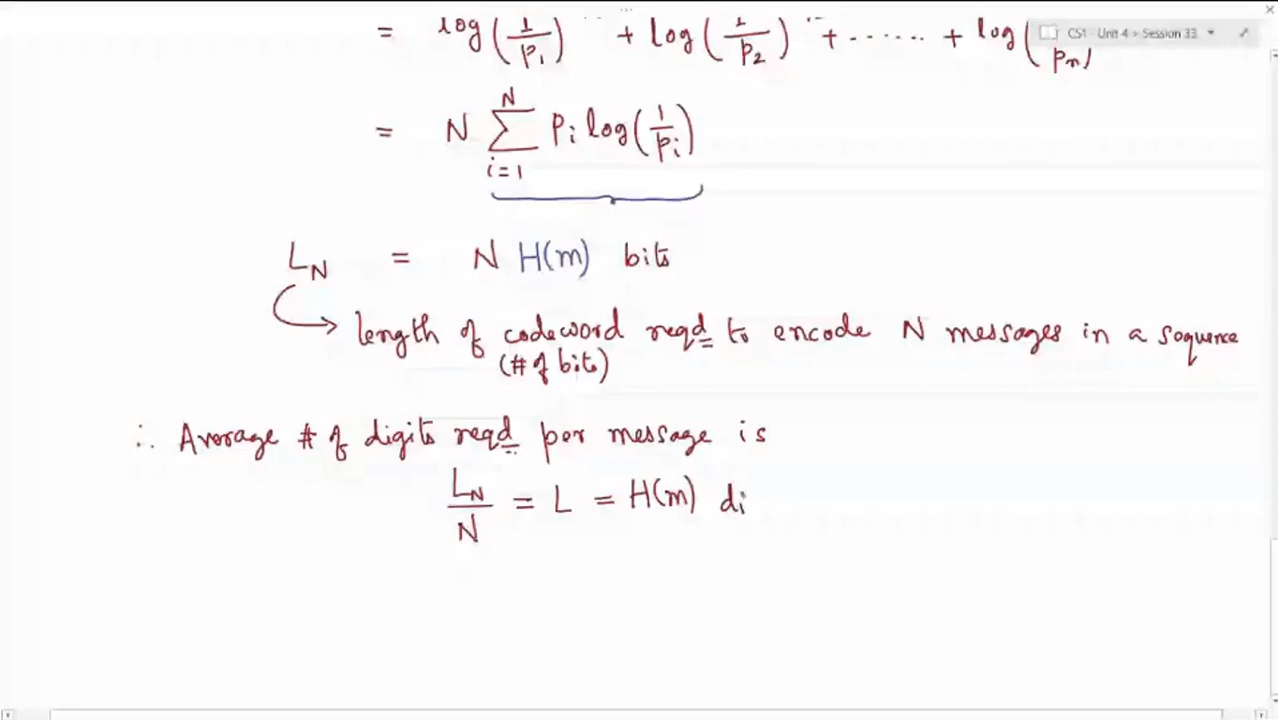 = log(1/p₁) + log(1/p₂) + ...... + log( pₙ)
CS1 - Unit 4 > Session 33
= N ∑ᵢ₌₁ᴺ Pᵢ log(1/pᵢ)
L_N = N H(m) bits
length of codeword reqd to encode N messages in a sequence
(# of bits)
∴ Average # of digits reqd per message is
L_N/N = L = H(m) di